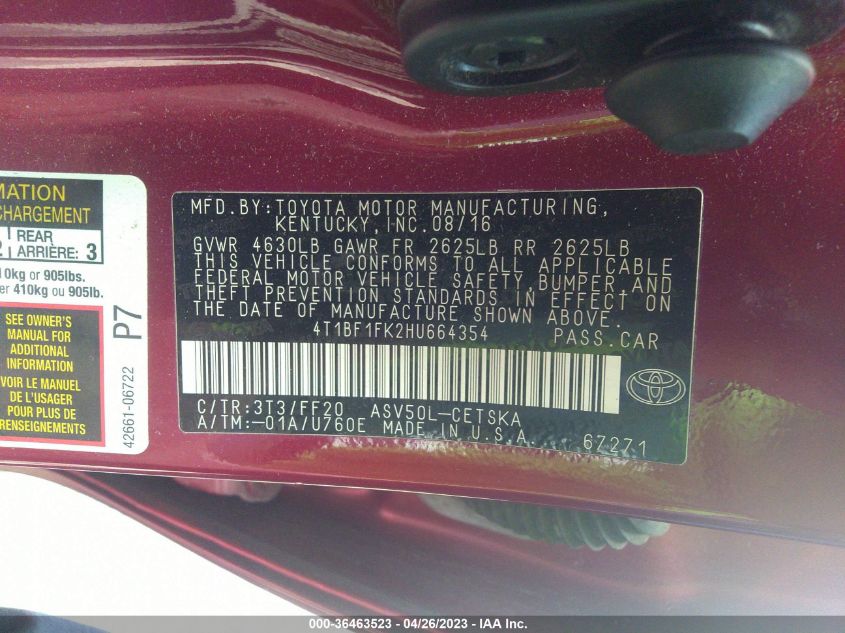 MATION
CHARGEMENT
2
REAR
ARRIÈRE: 3
10kg or 905lbs.
er 410kg ou 905lb.
SEE OWNER'S
MANUAL FOR
ADDITIONAL
INFORMATION
VOIR LE MANUEL
DE L'USAGER
POUR PLUS DE
RENSEIGNEMENTS
P7
42661-06722
MFD.BY:TOYOTA MOTOR MANUFACTURING,
KENTUCKY,INC.08/16
GVWR 4630LB GAWR FR 2625LB RR 2625LB
THIS VEHICLE CONFORMS TO ALL APPLICABLE
FEDERAL MOTOR VEHICLE SAFETY,BUMPER,AND
THEFT PREVENTION STANDARDS IN EFFECT ON
THE DATE OF MANUFACTURE SHOWN ABOVE.
4T1BF1FK2HU664354 PASS.CAR
C/TR:3T3/FF20 ASV50L-CETSKA
A/TM:-01A/U760E MADE IN U.S.A. 67271
000-36463523 - 04/26/2023 - IAA Inc.